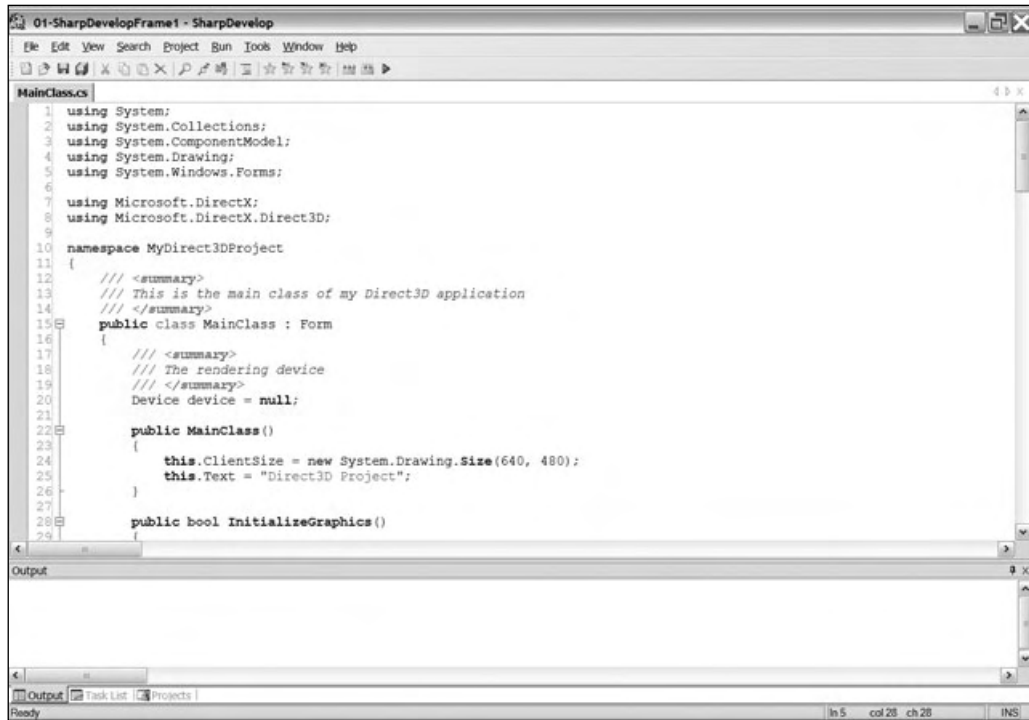 01-SharpDevelopFrame1 - SharpDevelop
File Edit View Search Project Run Tools Window Help
MainClass.cs
1 using System;
2 using System.Collections;
3 using System.ComponentModel;
4 using System.Drawing;
5 using System.Windows.Forms;
6
7 using Microsoft.DirectX;
8 using Microsoft.DirectX.Direct3D;
9
10 namespace MyDirect3DProject
11 {
12 /// <summary>
13 /// This is the main class of my Direct3D application
14 /// </summary>
15 public class MainClass : Form
16 {
17 /// <summary>
18 /// The rendering device
19 /// </summary>
20 Device device = null;
21
22 public MainClass()
23 {
24 this.ClientSize = new System.Drawing.Size(640, 480);
25 this.Text = "Direct3D Project";
26 }
27
28 public bool InitializeGraphics()
29 {
Output
Output Task List Projects
Ready ln 5 col 28 ch 28 INS